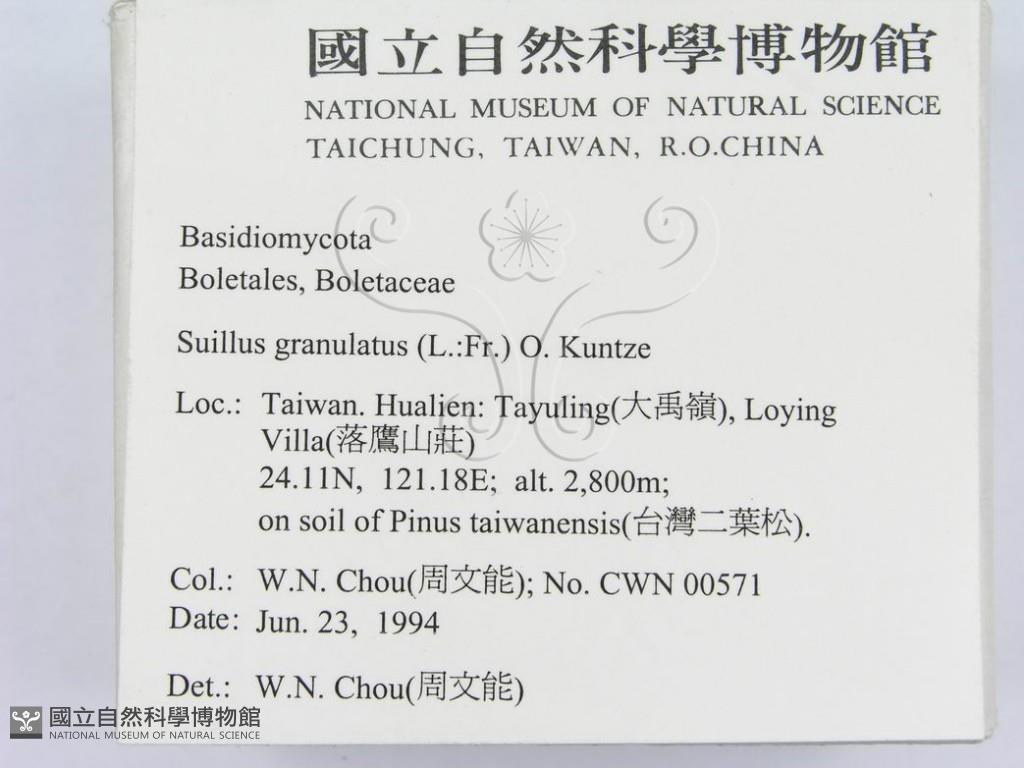 國立自然科學博物館
NATIONAL MUSEUM OF NATURAL SCIENCE
TAICHUNG, TAIWAN, R.O.CHINA
Basidiomycota
Boletales, Boletaceae
Suillus granulatus (L.:Fr.) O. Kuntze
Loc.: Taiwan. Hualien: Tayuling(大禹嶺), Loying
Villa(落鷹山莊)
24.11N, 121.18E; alt. 2,800m;
on soil of Pinus taiwanensis(台灣二葉松).
Col.: W.N. Chou(周文能); No. CWN 00571
Date: Jun. 23, 1994
Det.: W.N. Chou(周文能)
國立自然科學博物館
NATIONAL MUSEUM OF NATURAL SCIENCE